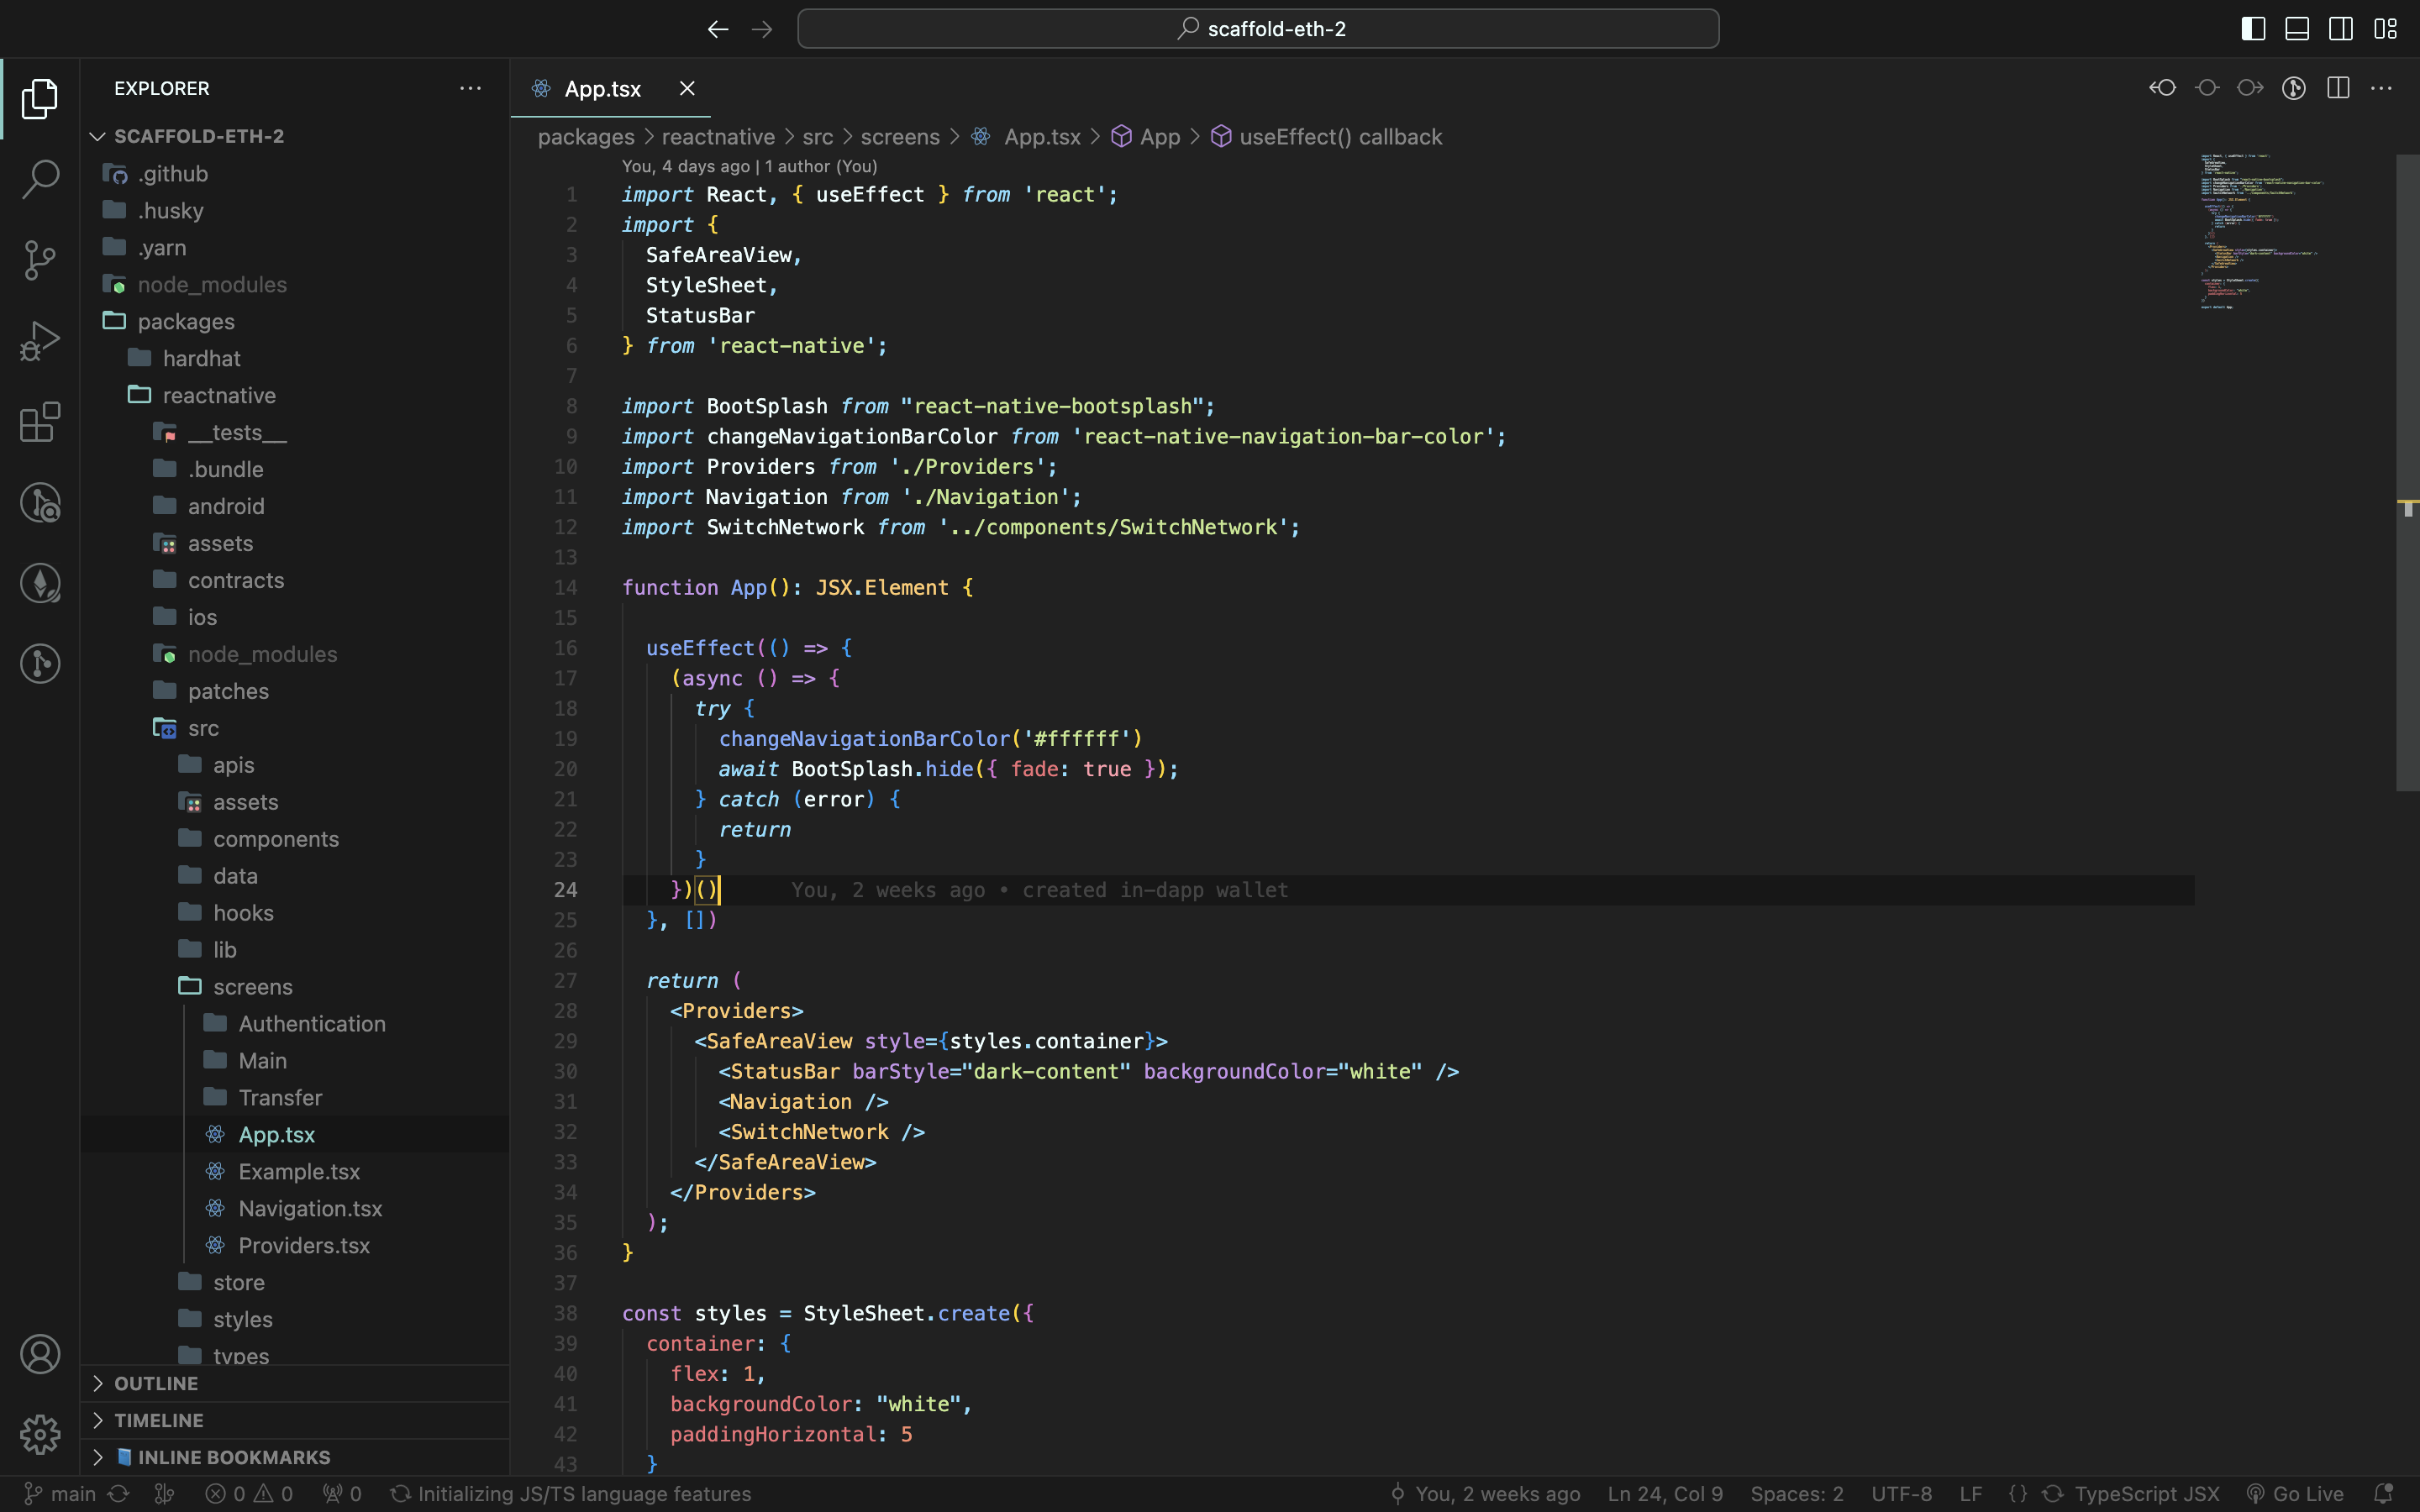 scaffold-eth-2
EXPLORER
SCAFFOLD-ETH-2
.github
.husky
.yarn
node_modules
packages
hardhat
reactnative
__tests__
.bundle
android
assets
contracts
ios
node_modules
patches
src
apis
assets
components
data
hooks
lib
screens
Authentication
Main
Transfer
App.tsx
Example.tsx
Navigation.tsx
Providers.tsx
store
styles
types
OUTLINE
TIMELINE
INLINE BOOKMARKS
App.tsx
packages > reactnative > src > screens > App.tsx > App > useEffect() callback
You, 4 days ago | 1 author (You)
1 import React, { useEffect } from 'react';
2 import {
3 SafeAreaView,
4 StyleSheet,
5 StatusBar
6 } from 'react-native';
7
8 import BootSplash from "react-native-bootsplash";
9 import changeNavigationBarColor from 'react-native-navigation-bar-color';
10 import Providers from './Providers';
11 import Navigation from './Navigation';
12 import SwitchNetwork from '../components/SwitchNetwork';
13
14 function App(): JSX.Element {
15
16 useEffect(() => {
17 (async () => {
18 try {
19 changeNavigationBarColor('#ffffff')
20 await BootSplash.hide({ fade: true });
21 } catch (error) {
22 return
23 }
24 })() You, 2 weeks ago • created in-dapp wallet
25 }, [])
26
27 return (
28 <Providers>
29 <SafeAreaView style={styles.container}>
30 <StatusBar barStyle="dark-content" backgroundColor="white" />
31 <Navigation />
32 <SwitchNetwork />
33 </SafeAreaView>
34 </Providers>
35 );
36 }
37
38 const styles = StyleSheet.create({
39 container: {
40 flex: 1,
41 backgroundColor: "white",
42 paddingHorizontal: 5
43 }
main 0 0 0 Initializing JS/TS language features You, 2 weeks ago Ln 24, Col 9 Spaces: 2 UTF-8 LF {} TypeScript JSX Go Live